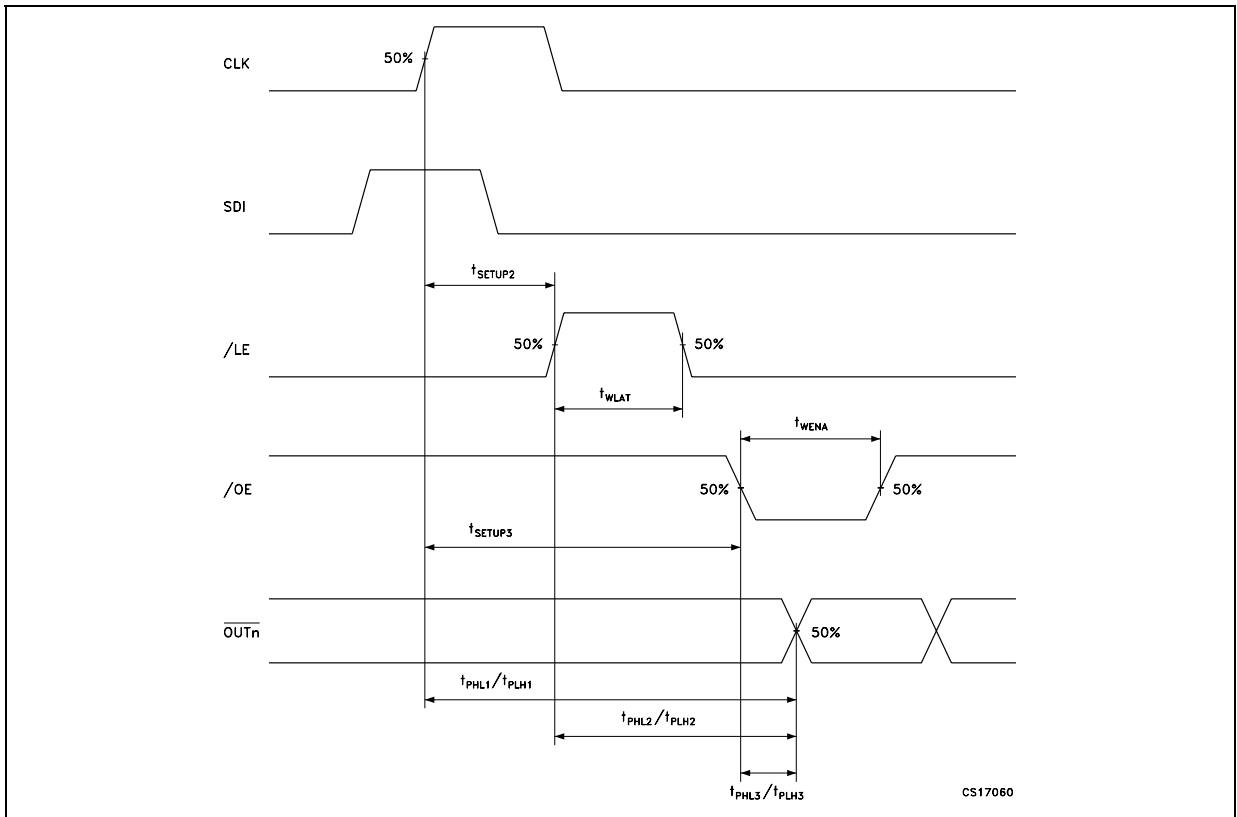 CLK
50%
SDI
tSETUP2
/LE
50%
50%
tWLAT
tWENA
/OE
50%
50%
tSETUP3
OUTn
50%
tPHL1/tPLH1
tPHL2/tPLH2
tPHL3/tPLH3
CS17060